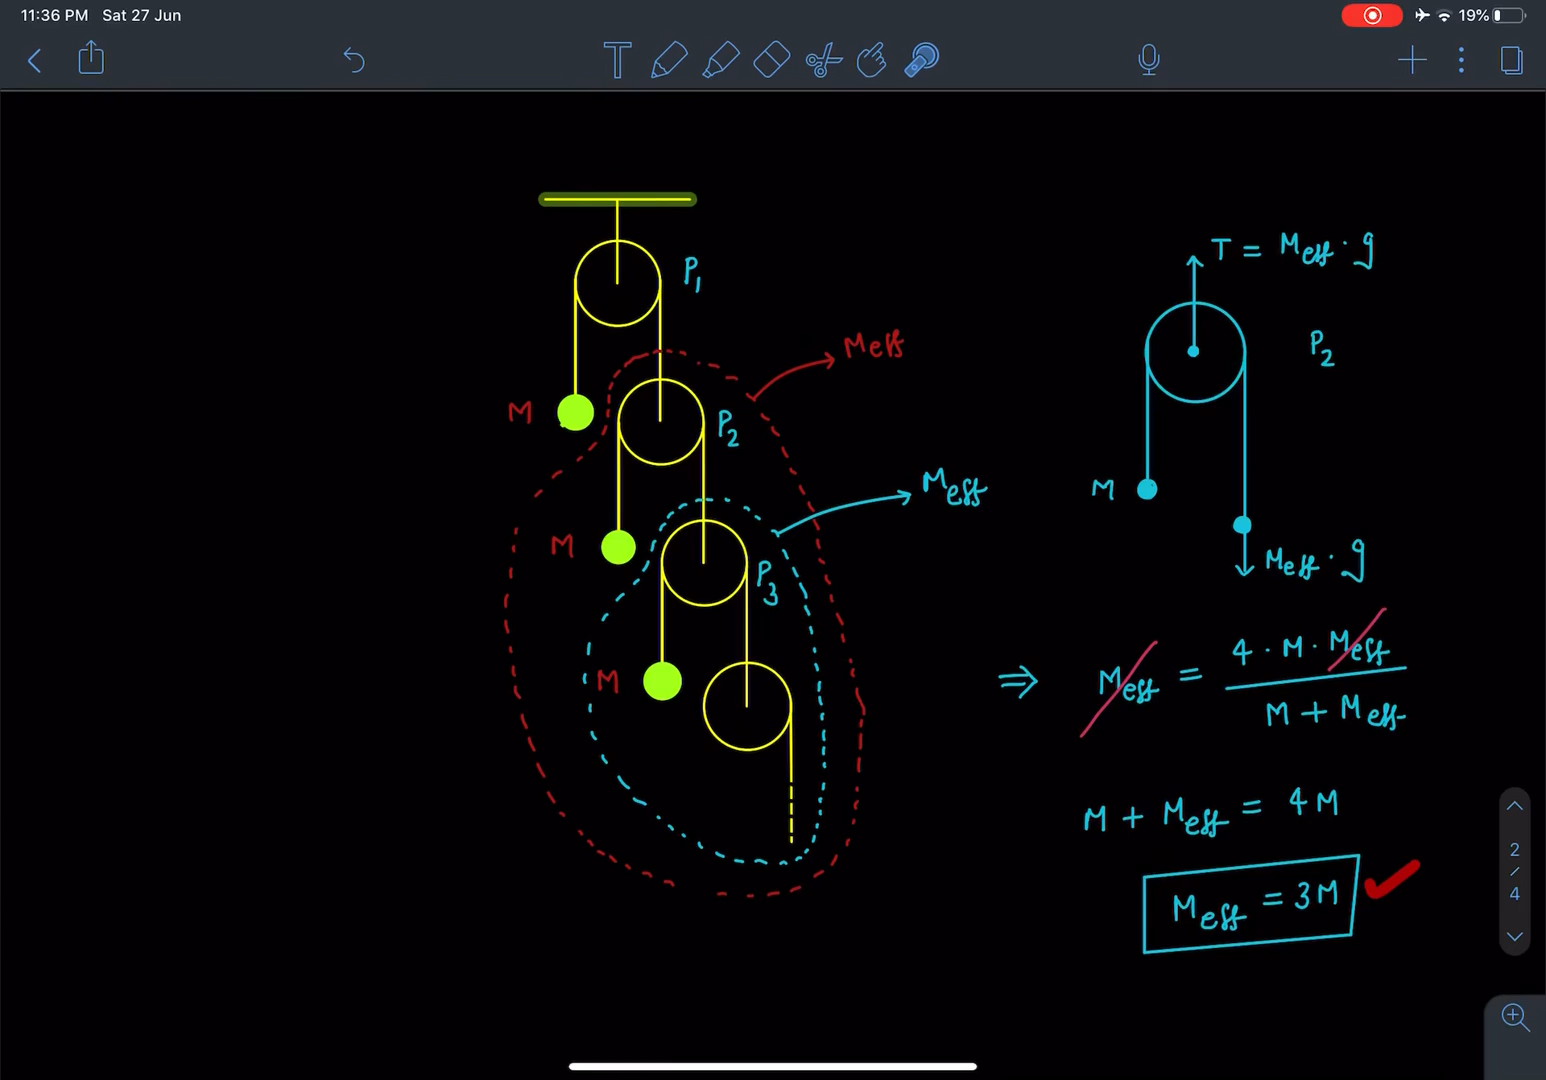 11:36 PM Sat 27 Jun
19%
T
P₁
M
Meff
P₂
M
Meff
P₃
M
T = Meff · g
P₂
M
Meff · g
⇒ Meff = 4 · M · Meff / M + Meff
M + Meff = 4M
Meff = 3M ✓
2
/
4